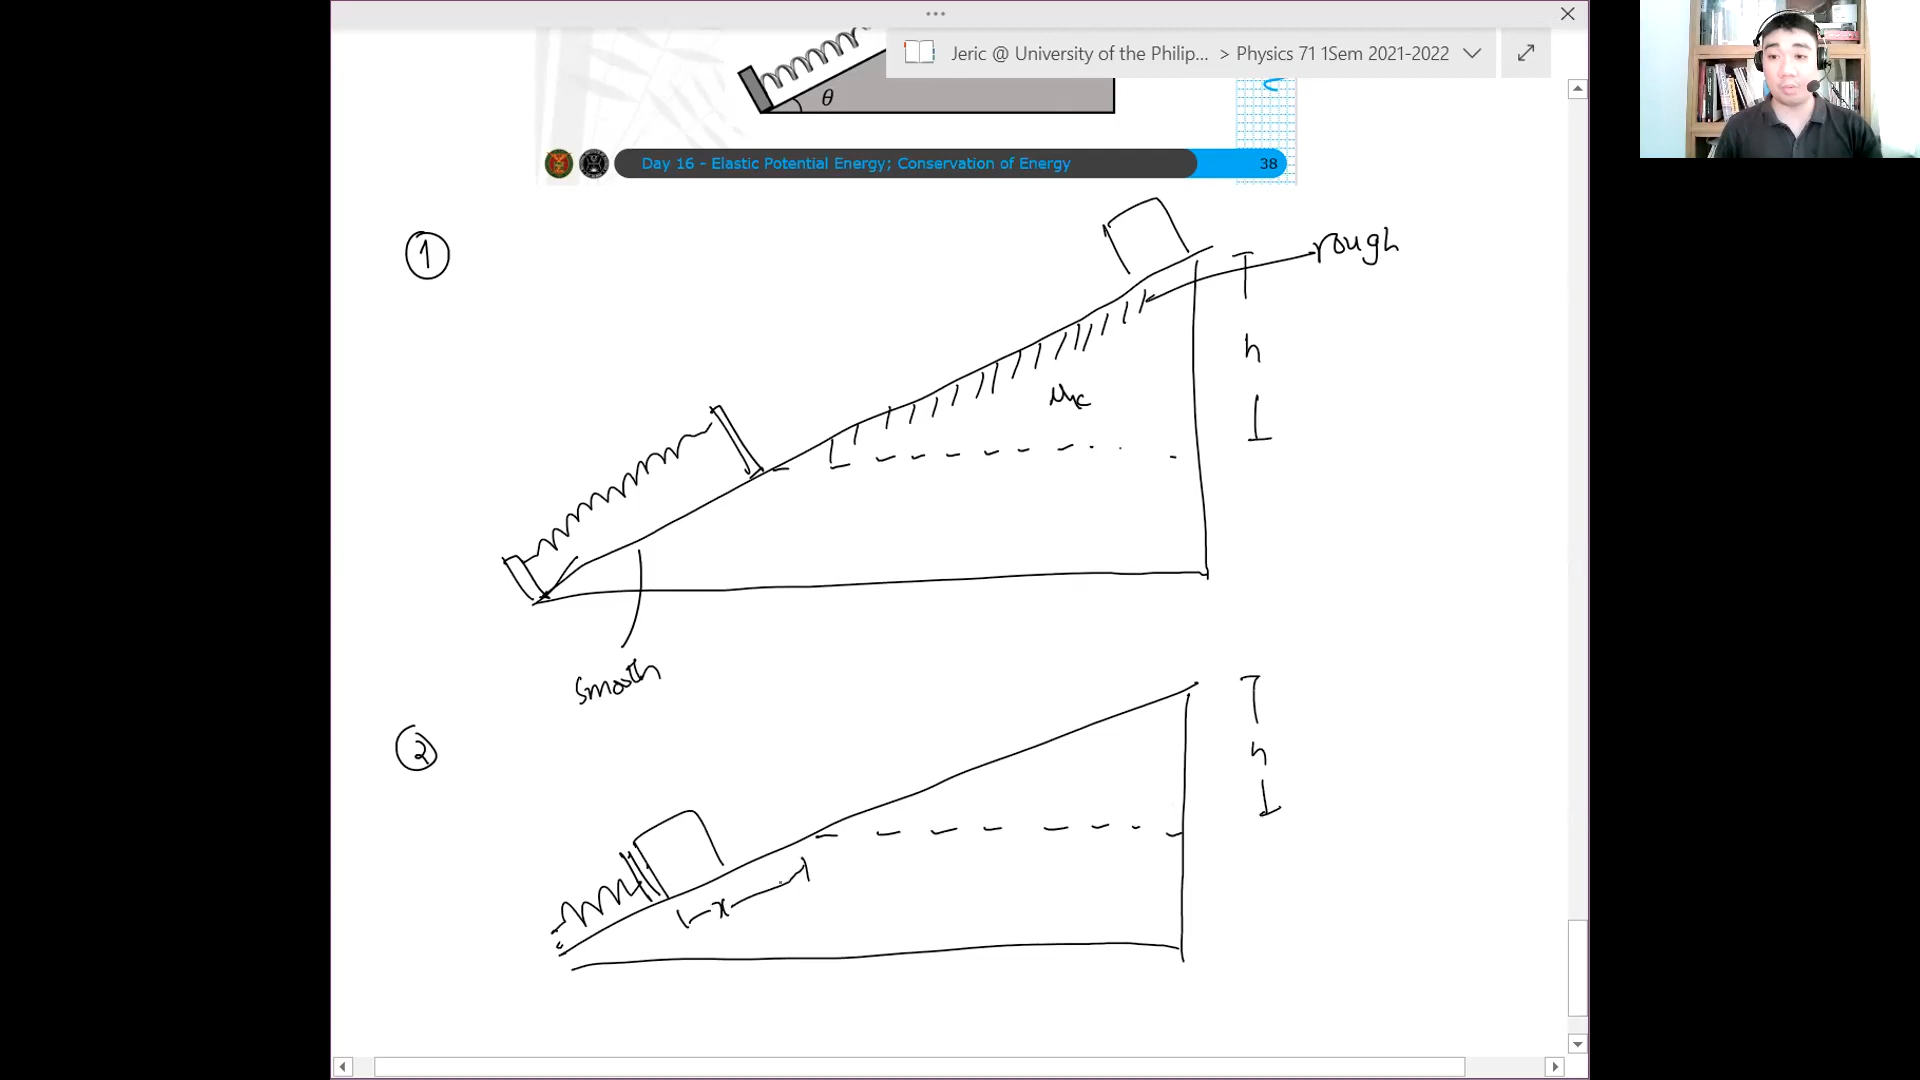 Jeric @ University of the Philip... > Physics 71 1Sem 2021-2022
θ
Day 16 - Elastic Potential Energy; Conservation of Energy 38
1
rough
h
μk
smooth
2
h
x